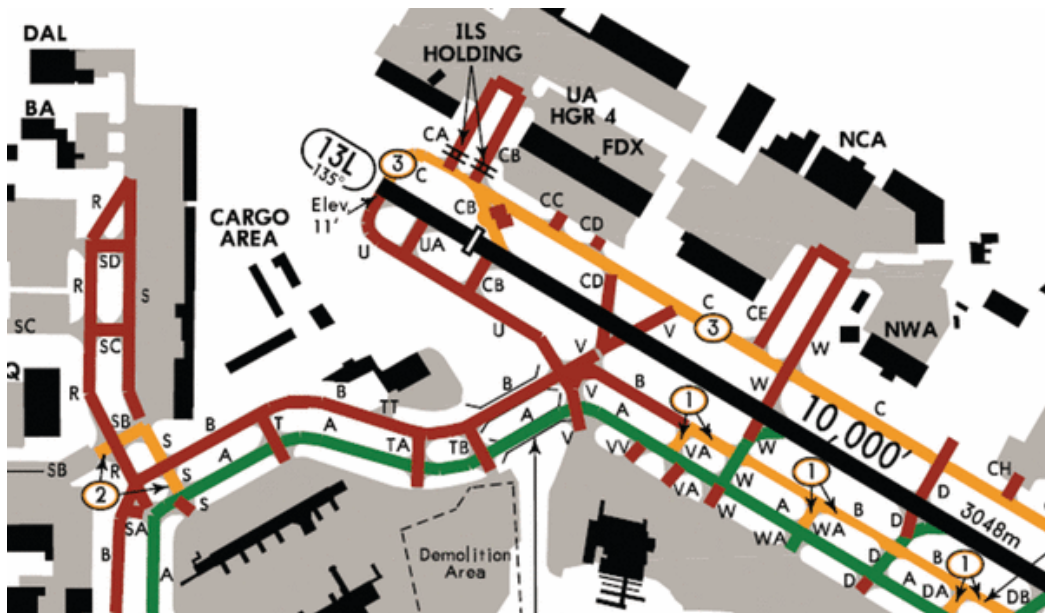 DAL
BA
ILS
HOLDING
UA
HGR 4
FDX
NCA
CA
CB
13L
135°
3
C
Elev
11'
CARGO
AREA
R
CB
CC
CD
U
UA
SD
R
S
CB
CD
C
CE
3
V
W
NWA
SC
SC
U
Q
R
V
B
B
V
W
W
C
10,000'
B
TT
A
1
SB
S
B
T
A
TA
TB
V
A
VV
VA
W
CH
SB
R
S
A
1
D
2
S
VA
W
A
B
3048m
SA
WA
WA
D
B
A
Demolition
Area
D
D
A
B
1
DA
DB